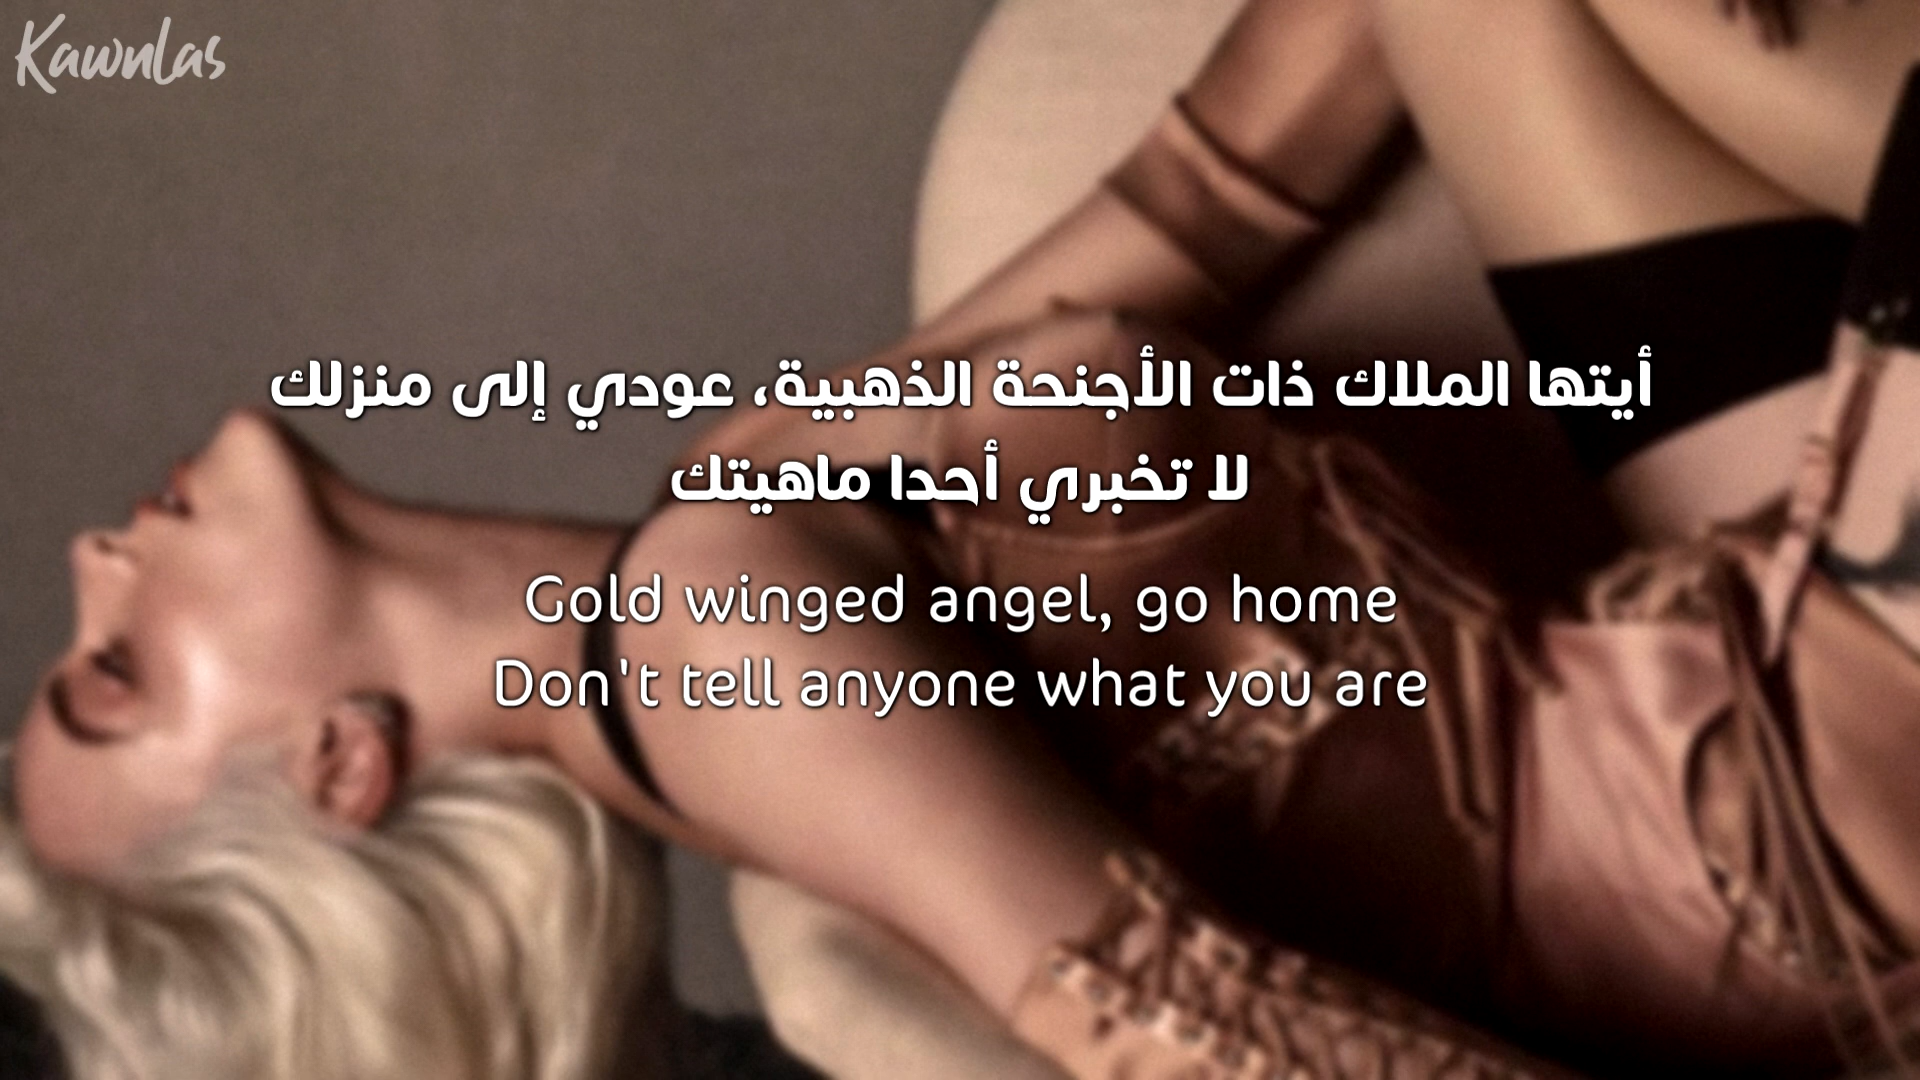 Kawnlas
أيتها الملاك ذات الأجنحة الذهبية، عودي إلى منزلك
لا تخبري أحدا ماهيتك
Gold winged angel, go home
Don't tell anyone what you are